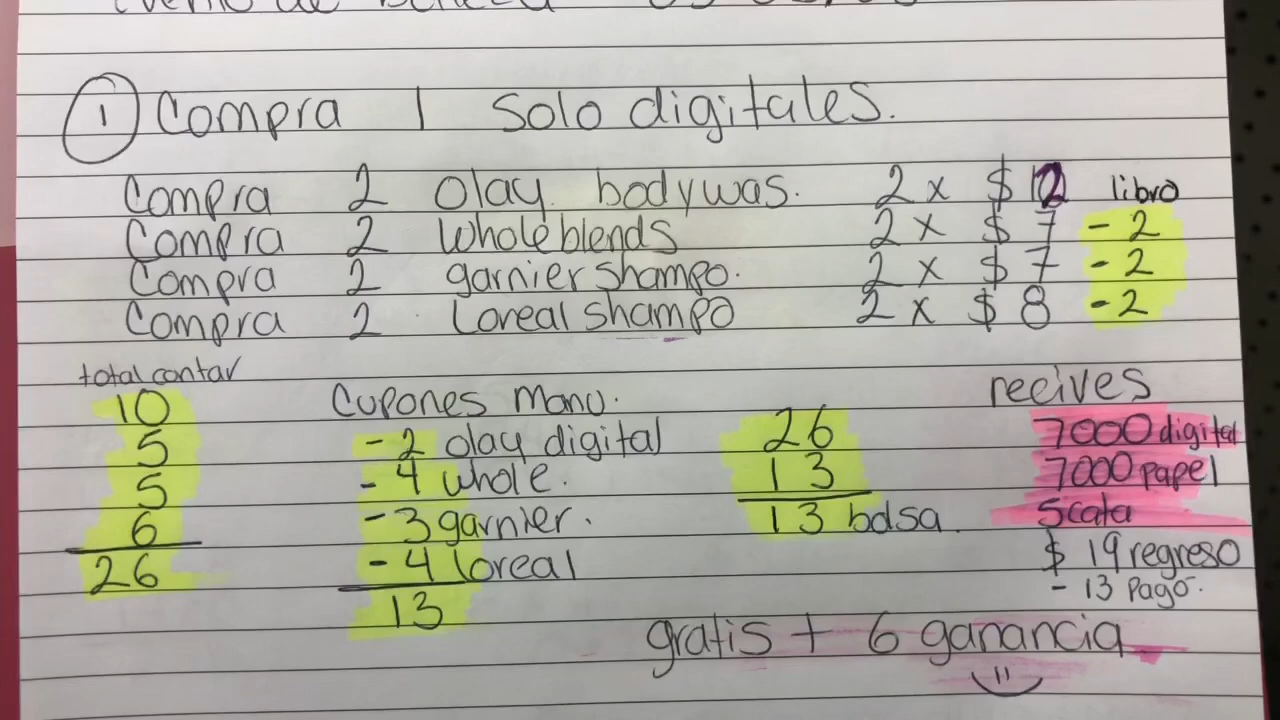 ① Compra 1 Solo digitales.
Compra 2 Olay bodywas. 2 x $ 12 libro
Compra 2 Whole blends 2 x $ 7 - 2
Compra 2 garnier shampo. 2 x $ 7 - 2
Compra 2 Loreal shampo 2 x $ 8 - 2
total contar
10
5
5
6
26
Cupones Manu.
- 2 olay digital
- 4 whole.
- 3 garnier.
- 4 loreal
13
26
13
13 bolsa.
recives
7000 digital
7000 papel
5 cata
$ 19 regreso
- 13 pago.
gratis + 6 ganancia